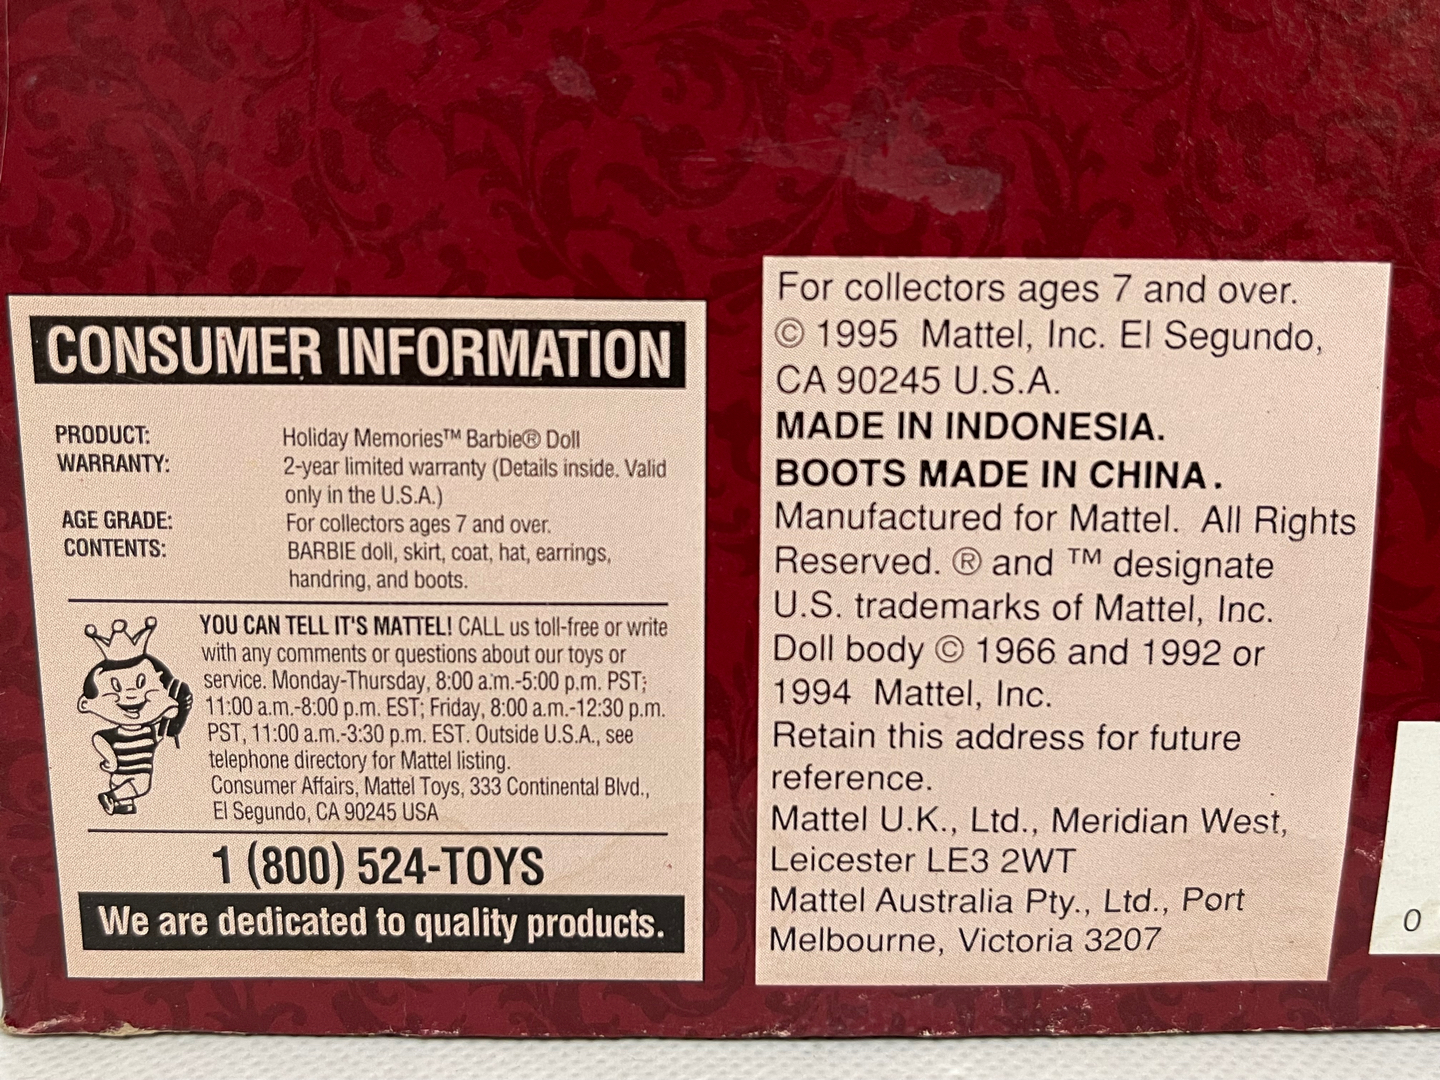 CONSUMER INFORMATION
PRODUCT: Holiday Memories™ Barbie® Doll
WARRANTY: 2-year limited warranty (Details inside. Valid
only in the U.S.A.)
AGE GRADE: For collectors ages 7 and over.
CONTENTS: BARBIE doll, skirt, coat, hat, earrings,
handring, and boots.
YOU CAN TELL IT'S MATTEL! CALL us toll-free or write
with any comments or questions about our toys or
service. Monday-Thursday, 8:00 a.m.-5:00 p.m. PST;
11:00 a.m.-8:00 p.m. EST; Friday, 8:00 a.m.-12:30 p.m.
PST, 11:00 a.m.-3:30 p.m. EST. Outside U.S.A., see
telephone directory for Mattel listing.
Consumer Affairs, Mattel Toys, 333 Continental Blvd.,
El Segundo, CA 90245 USA
1 (800) 524-TOYS
We are dedicated to quality products.
For collectors ages 7 and over.
© 1995 Mattel, Inc. El Segundo,
CA 90245 U.S.A.
MADE IN INDONESIA.
BOOTS MADE IN CHINA.
Manufactured for Mattel. All Rights
Reserved. ® and ™ designate
U.S. trademarks of Mattel, Inc.
Doll body © 1966 and 1992 or
1994 Mattel, Inc.
Retain this address for future
reference.
Mattel U.K., Ltd., Meridian West,
Leicester LE3 2WT
Mattel Australia Pty., Ltd., Port
Melbourne, Victoria 3207
0